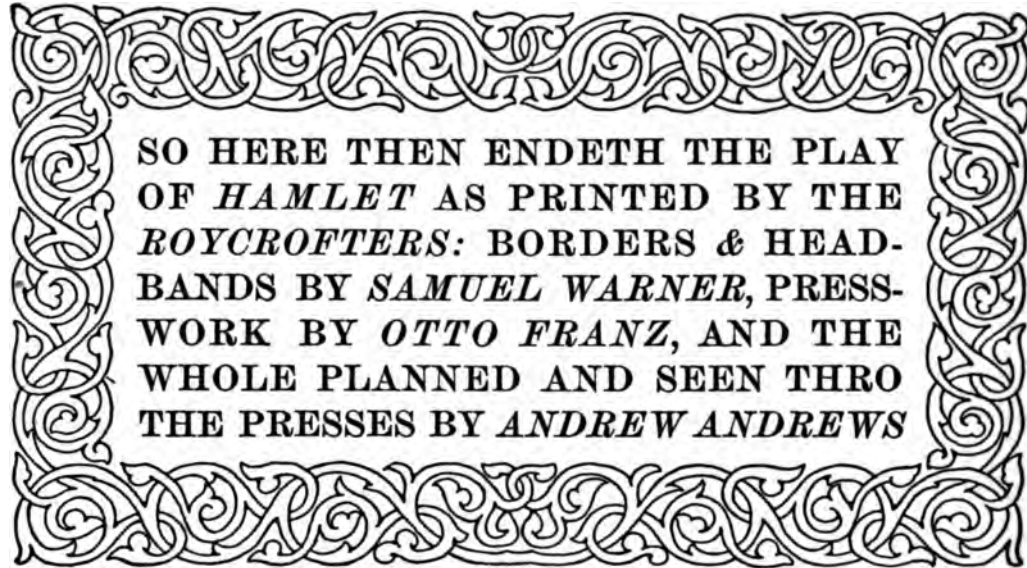 SO HERE THEN ENDETH THE PLAY
OF HAMLET AS PRINTED BY THE
ROYCROFTERS: BORDERS & HEAD-
BANDS BY SAMUEL WARNER, PRESS-
WORK BY OTTO FRANZ, AND THE
WHOLE PLANNED AND SEEN THRO
THE PRESSES BY ANDREW ANDREWS